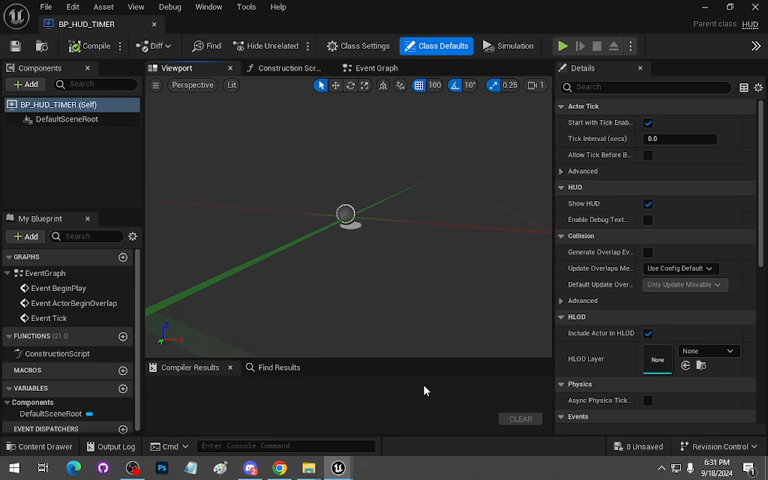 File Edit Asset View Debug Window Tools Help
BP_HUD_TIMER
Parent class: HUD
Compile Diff Find Hide Unrelated Class Settings Class Defaults Simulation
Components
Add Search
BP_HUD_TIMER (Self)
DefaultSceneRoot
My Blueprint
Add Search
GRAPHS
EventGraph
Event BeginPlay
Event ActorBeginOverlap
Event Tick
FUNCTIONS (21 O
ConstructionScript
MACROS
VARIABLES
Components
DefaultSceneRoot
EVENT DISPATCHERS
Viewport Construction Scr... Event Graph
Perspective Lit 100 10° 0.25 1
Compiler Results Find Results
CLEAR
Details
Search
Actor Tick
Start with Tick Enab...
Tick Interval (secs) 0.0
Allow Tick Before B...
Advanced
HUD
Show HUD
Enable Debug Text...
Collision
Generate Overlap Ev...
Update Overlaps Me... Use Config Default
Default Update Over... Only Update Movable
Advanced
HLOD
Include Actor in HLOD
HLOD Layer None None
Physics
Async Physics Tick...
Events
Content Drawer Output Log Cmd Enter Console Command 8 Unsaved Revision Control
6:31 PM
9/18/2024